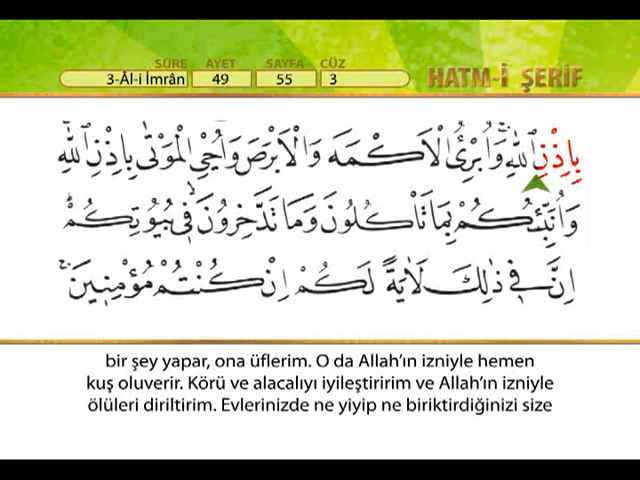 SÛRE AYET SAYFA CÜZ
3-Âl-i İmrân 49 55 3
HATM-İ ŞERİF
بِاِذْنِ اللّٰهِۚ وَاُبْرِئُ الْاَكْمَهَ وَالْاَبْرَصَ وَاُحْيِ الْمَوْتٰى بِاِذْنِ اللّٰهِۚ
وَاُنَبِّئُكُمْ بِمَا تَأْكُلُونَ وَمَا تَدَّخِرُونَۙ فٖي بُيُوتِكُمْۜ
اِنَّ فٖي ذٰلِكَ لَاٰيَةً لَكُمْ اِنْ كُنْتُمْ مُؤْمِنٖينَۚ
bir şey yapar, ona üflerim. O da Allah’ın izniyle hemen
kuş oluverir. Körü ve alacalıyı iyileştiririm ve Allah’ın izniyle
ölüleri diriltirim. Evlerinizde ne yiyip ne biriktirdiğinizi size